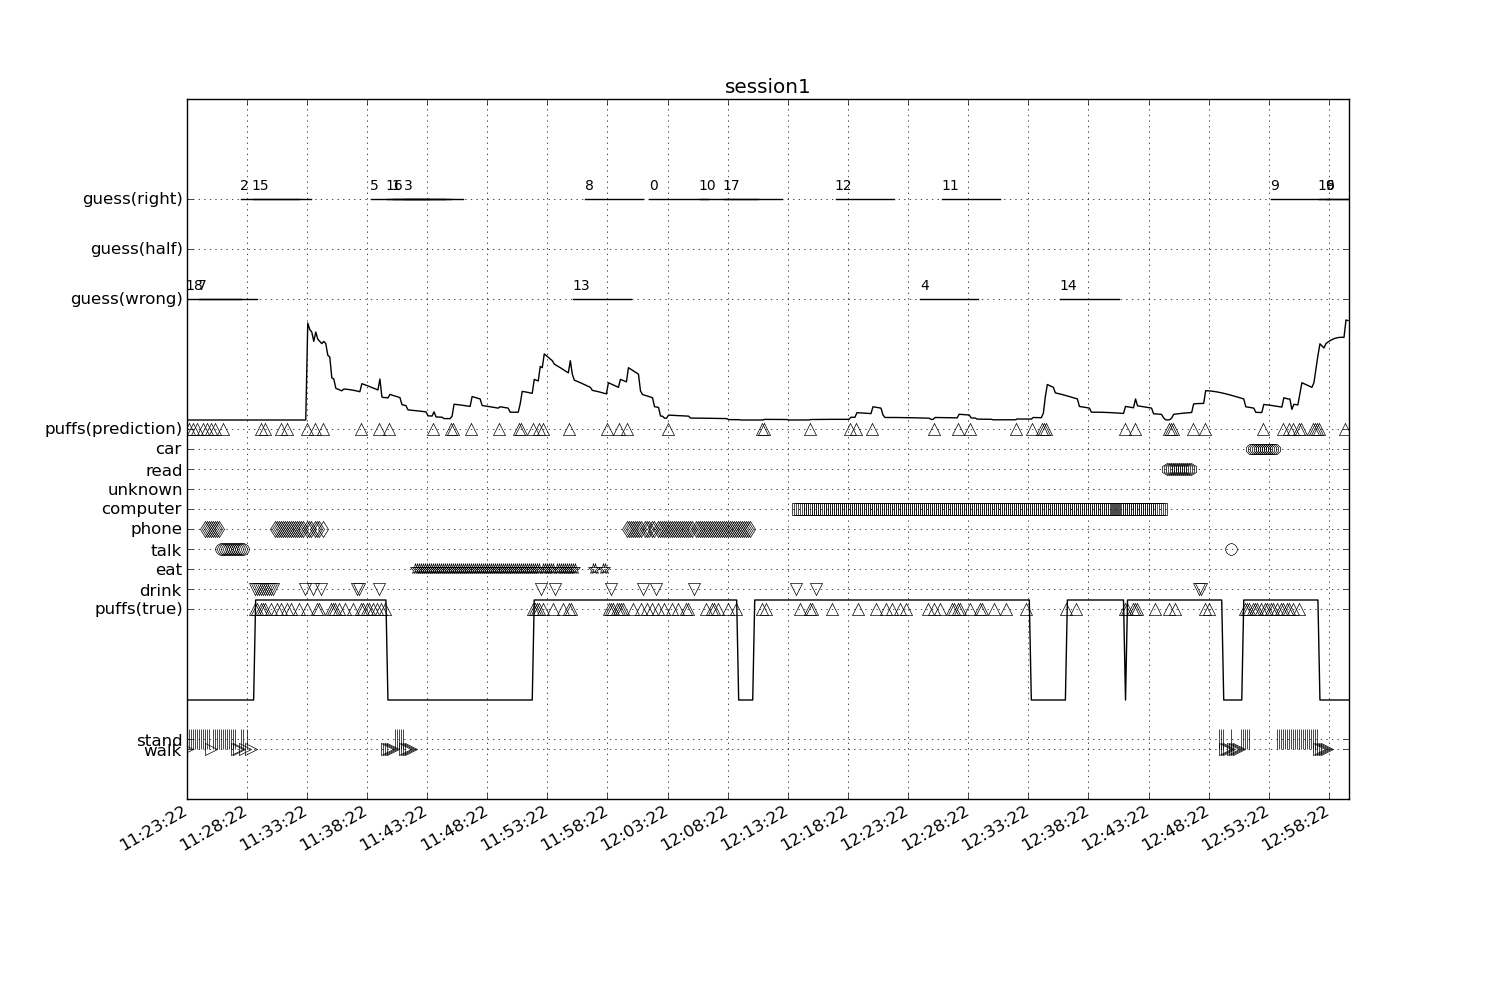 session1
2 15 5 16 1 3 8 0 10 17 12 11 9 19
guess(right)
guess(half)
18 7 13 4 14
guess(wrong)
puffs(prediction)
car
read
unknown
computer
phone
talk
eat
drink
puffs(true)
stand
walk
11:23:22 11:28:22 11:33:22 11:38:22 11:43:22 11:48:22 11:53:22 11:58:22 12:03:22 12:08:22 12:13:22 12:18:22 12:23:22 12:28:22 12:33:22 12:38:22 12:43:22 12:48:22 12:53:22 12:58:22